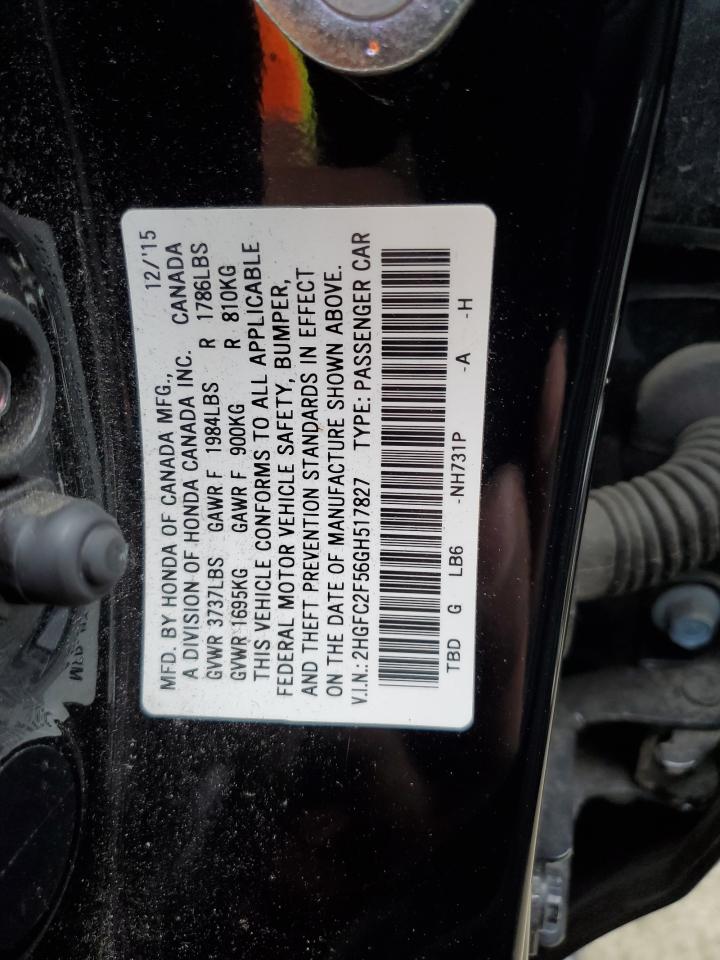 MFD. BY HONDA OF CANADA MFG., 12/'15
A DIVISION OF HONDA CANADA INC. CANADA
GVWR 3737LBS GAWR F 1984LBS R 1786LBS
GVWR 1695KG GAWR F 900KG R 810KG
THIS VEHICLE CONFORMS TO ALL APPLICABLE
FEDERAL MOTOR VEHICLE SAFETY, BUMPER,
AND THEFT PREVENTION STANDARDS IN EFFECT
ON THE DATE OF MANUFACTURE SHOWN ABOVE.
V.I.N.: 2HGFC2F56GH517827 TYPE: PASSENGER CAR
TBD G LB6 -NH731P -A -H